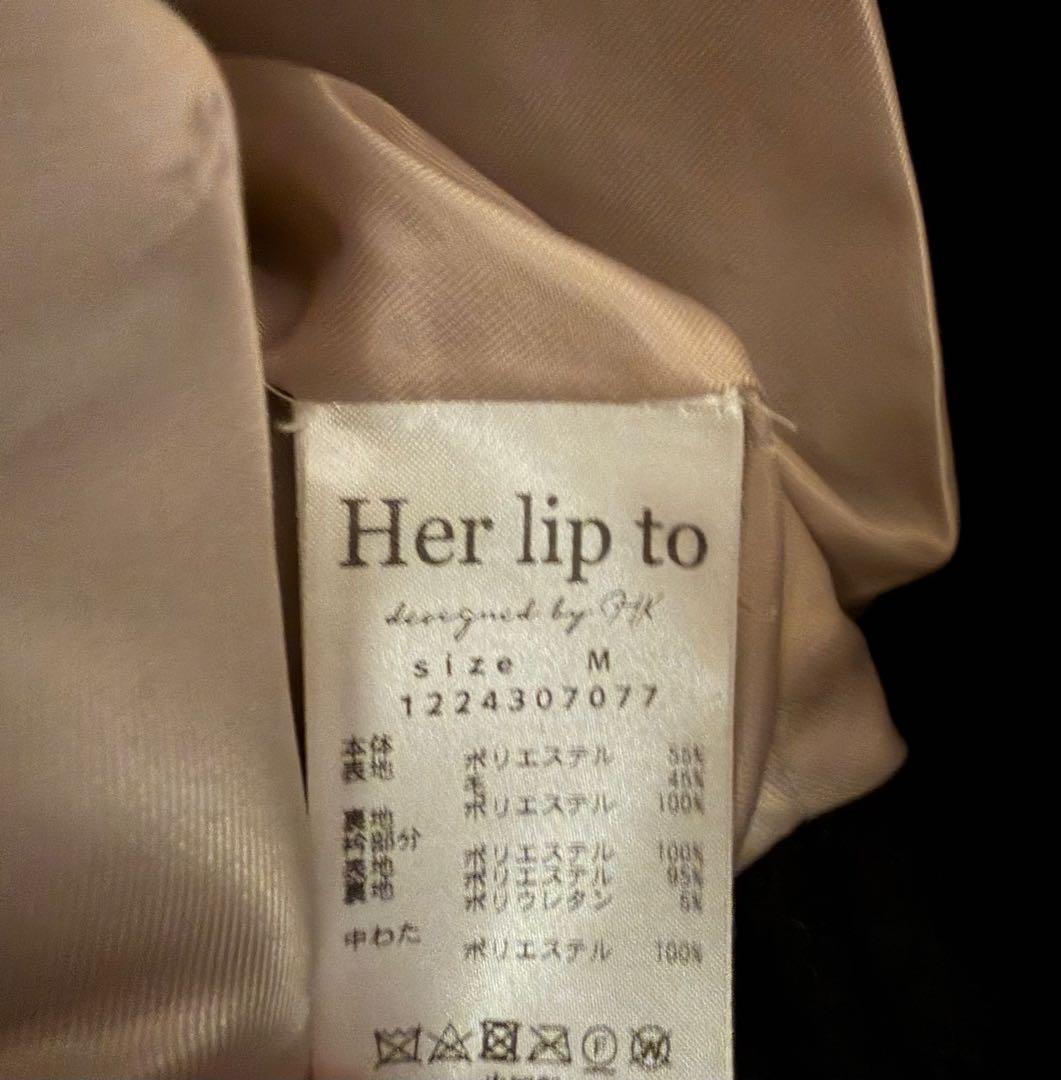 Her lip to
designed by HK
size M
1224307077
本体
表地 ポリエステル 55%
毛 45%
裏地 ポリエステル 100%
衿部分
表地 ポリエステル 100%
裏地 ポリエステル 95%
ポリウレタン 5%
中わた ポリエステル 100%
F
W